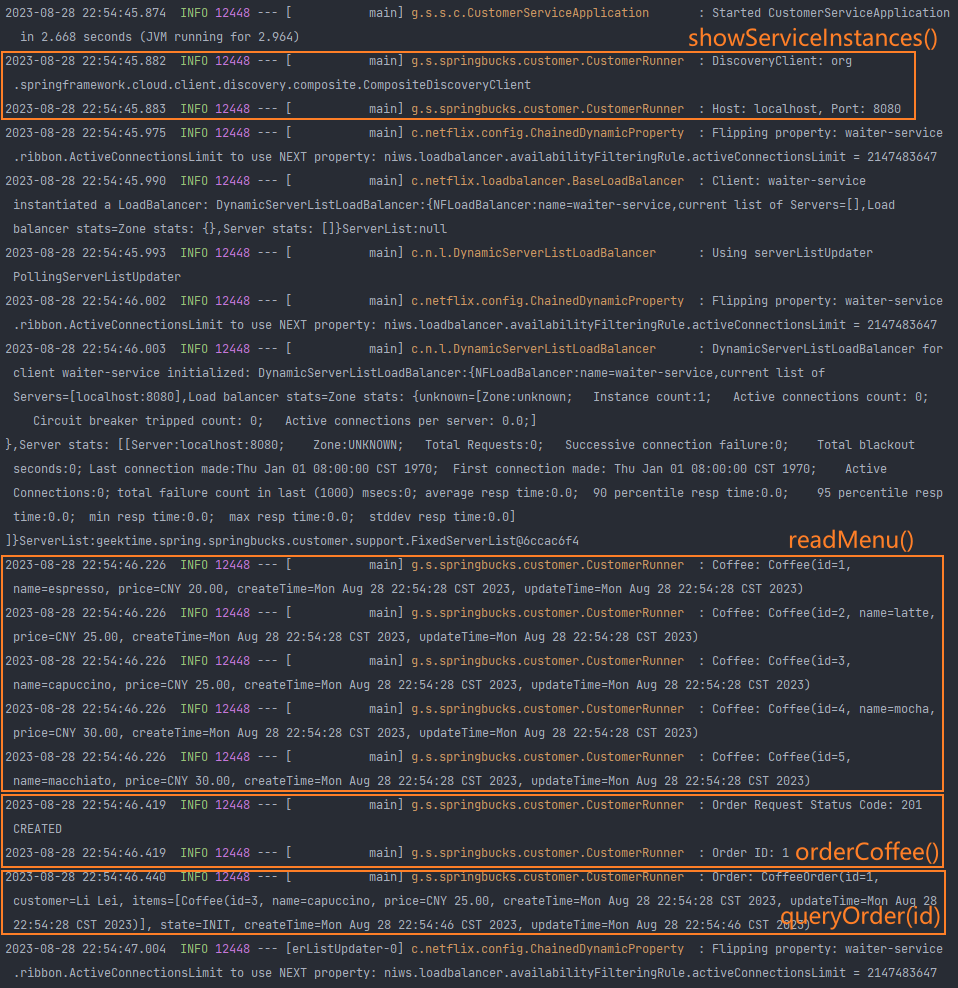 2023-08-28 22:54:45.874  INFO 12448 --- [           main] g.s.s.c.CustomerServiceApplication       : Started CustomerServiceApplication
in 2.668 seconds (JVM running for 2.964)
showServiceInstances()
2023-08-28 22:54:45.882  INFO 12448 --- [           main] g.s.springbucks.customer.CustomerRunner  : DiscoveryClient: org
.springframework.cloud.client.discovery.composite.CompositeDiscoveryClient
2023-08-28 22:54:45.883  INFO 12448 --- [           main] g.s.springbucks.customer.CustomerRunner  : Host: localhost, Port: 8080
2023-08-28 22:54:45.975  INFO 12448 --- [           main] c.netflix.config.ChainedDynamicProperty  : Flipping property: waiter-service
.ribbon.ActiveConnectionsLimit to use NEXT property: niws.loadbalancer.availabilityFilteringRule.activeConnectionsLimit = 2147483647
2023-08-28 22:54:45.990  INFO 12448 --- [           main] c.netflix.loadbalancer.BaseLoadBalancer  : Client: waiter-service
instantiated a LoadBalancer: DynamicServerListLoadBalancer:{NFLoadBalancer:name=waiter-service,current list of Servers=[],Load
balancer stats=Zone stats: {},Server stats: []}ServerList:null
2023-08-28 22:54:45.993  INFO 12448 --- [           main] c.n.l.DynamicServerListLoadBalancer      : Using serverListUpdater
PollingServerListUpdater
2023-08-28 22:54:46.002  INFO 12448 --- [           main] c.netflix.config.ChainedDynamicProperty  : Flipping property: waiter-service
.ribbon.ActiveConnectionsLimit to use NEXT property: niws.loadbalancer.availabilityFilteringRule.activeConnectionsLimit = 2147483647
2023-08-28 22:54:46.003  INFO 12448 --- [           main] c.n.l.DynamicServerListLoadBalancer      : DynamicServerListLoadBalancer for
client waiter-service initialized: DynamicServerListLoadBalancer:{NFLoadBalancer:name=waiter-service,current list of
Servers=[localhost:8080],Load balancer stats=Zone stats: {unknown=[Zone:unknown;   Instance count:1;   Active connections count: 0;
Circuit breaker tripped count: 0;   Active connections per server: 0.0;]
},Server stats: [[Server:localhost:8080;    Zone:UNKNOWN;   Total Requests:0;   Successive connection failure:0;    Total blackout
seconds:0; Last connection made:Thu Jan 01 08:00:00 CST 1970;  First connection made: Thu Jan 01 08:00:00 CST 1970;    Active
Connections:0; total failure count in last (1000) msecs:0; average resp time:0.0;  90 percentile resp time:0.0;    95 percentile resp
time:0.0;  min resp time:0.0;  max resp time:0.0;  stddev resp time:0.0]
]}ServerList:geektime.spring.springbucks.customer.support.FixedServerList@6ccac6f4
readMenu()
2023-08-28 22:54:46.226  INFO 12448 --- [           main] g.s.springbucks.customer.CustomerRunner  : Coffee: Coffee(id=1,
name=espresso, price=CNY 20.00, createTime=Mon Aug 28 22:54:28 CST 2023, updateTime=Mon Aug 28 22:54:28 CST 2023)
2023-08-28 22:54:46.226  INFO 12448 --- [           main] g.s.springbucks.customer.CustomerRunner  : Coffee: Coffee(id=2, name=latte,
price=CNY 25.00, createTime=Mon Aug 28 22:54:28 CST 2023, updateTime=Mon Aug 28 22:54:28 CST 2023)
2023-08-28 22:54:46.226  INFO 12448 --- [           main] g.s.springbucks.customer.CustomerRunner  : Coffee: Coffee(id=3,
name=capuccino, price=CNY 25.00, createTime=Mon Aug 28 22:54:28 CST 2023, updateTime=Mon Aug 28 22:54:28 CST 2023)
2023-08-28 22:54:46.226  INFO 12448 --- [           main] g.s.springbucks.customer.CustomerRunner  : Coffee: Coffee(id=4, name=mocha,
price=CNY 30.00, createTime=Mon Aug 28 22:54:28 CST 2023, updateTime=Mon Aug 28 22:54:28 CST 2023)
2023-08-28 22:54:46.226  INFO 12448 --- [           main] g.s.springbucks.customer.CustomerRunner  : Coffee: Coffee(id=5,
name=macchiato, price=CNY 30.00, createTime=Mon Aug 28 22:54:28 CST 2023, updateTime=Mon Aug 28 22:54:28 CST 2023)
2023-08-28 22:54:46.419  INFO 12448 --- [           main] g.s.springbucks.customer.CustomerRunner  : Order Request Status Code: 201
CREATED
2023-08-28 22:54:46.419  INFO 12448 --- [           main] g.s.springbucks.customer.CustomerRunner  : Order ID: 1
orderCoffee()
2023-08-28 22:54:46.440  INFO 12448 --- [           main] g.s.springbucks.customer.CustomerRunner  : Order: CoffeeOrder(id=1,
customer=Li Lei, items=[Coffee(id=3, name=capuccino, price=CNY 25.00, createTime=Mon Aug 28 22:54:28 CST 2023, updateTime=Mon Aug 28
22:54:28 CST 2023)], state=INIT, createTime=Mon Aug 28 22:54:46 CST 2023, updateTime=Mon Aug 28 22:54:46 CST 2023)
queryOrder(id)
2023-08-28 22:54:47.004  INFO 12448 --- [erListUpdater-0] c.netflix.config.ChainedDynamicProperty  : Flipping property: waiter-service
.ribbon.ActiveConnectionsLimit to use NEXT property: niws.loadbalancer.availabilityFilteringRule.activeConnectionsLimit = 2147483647